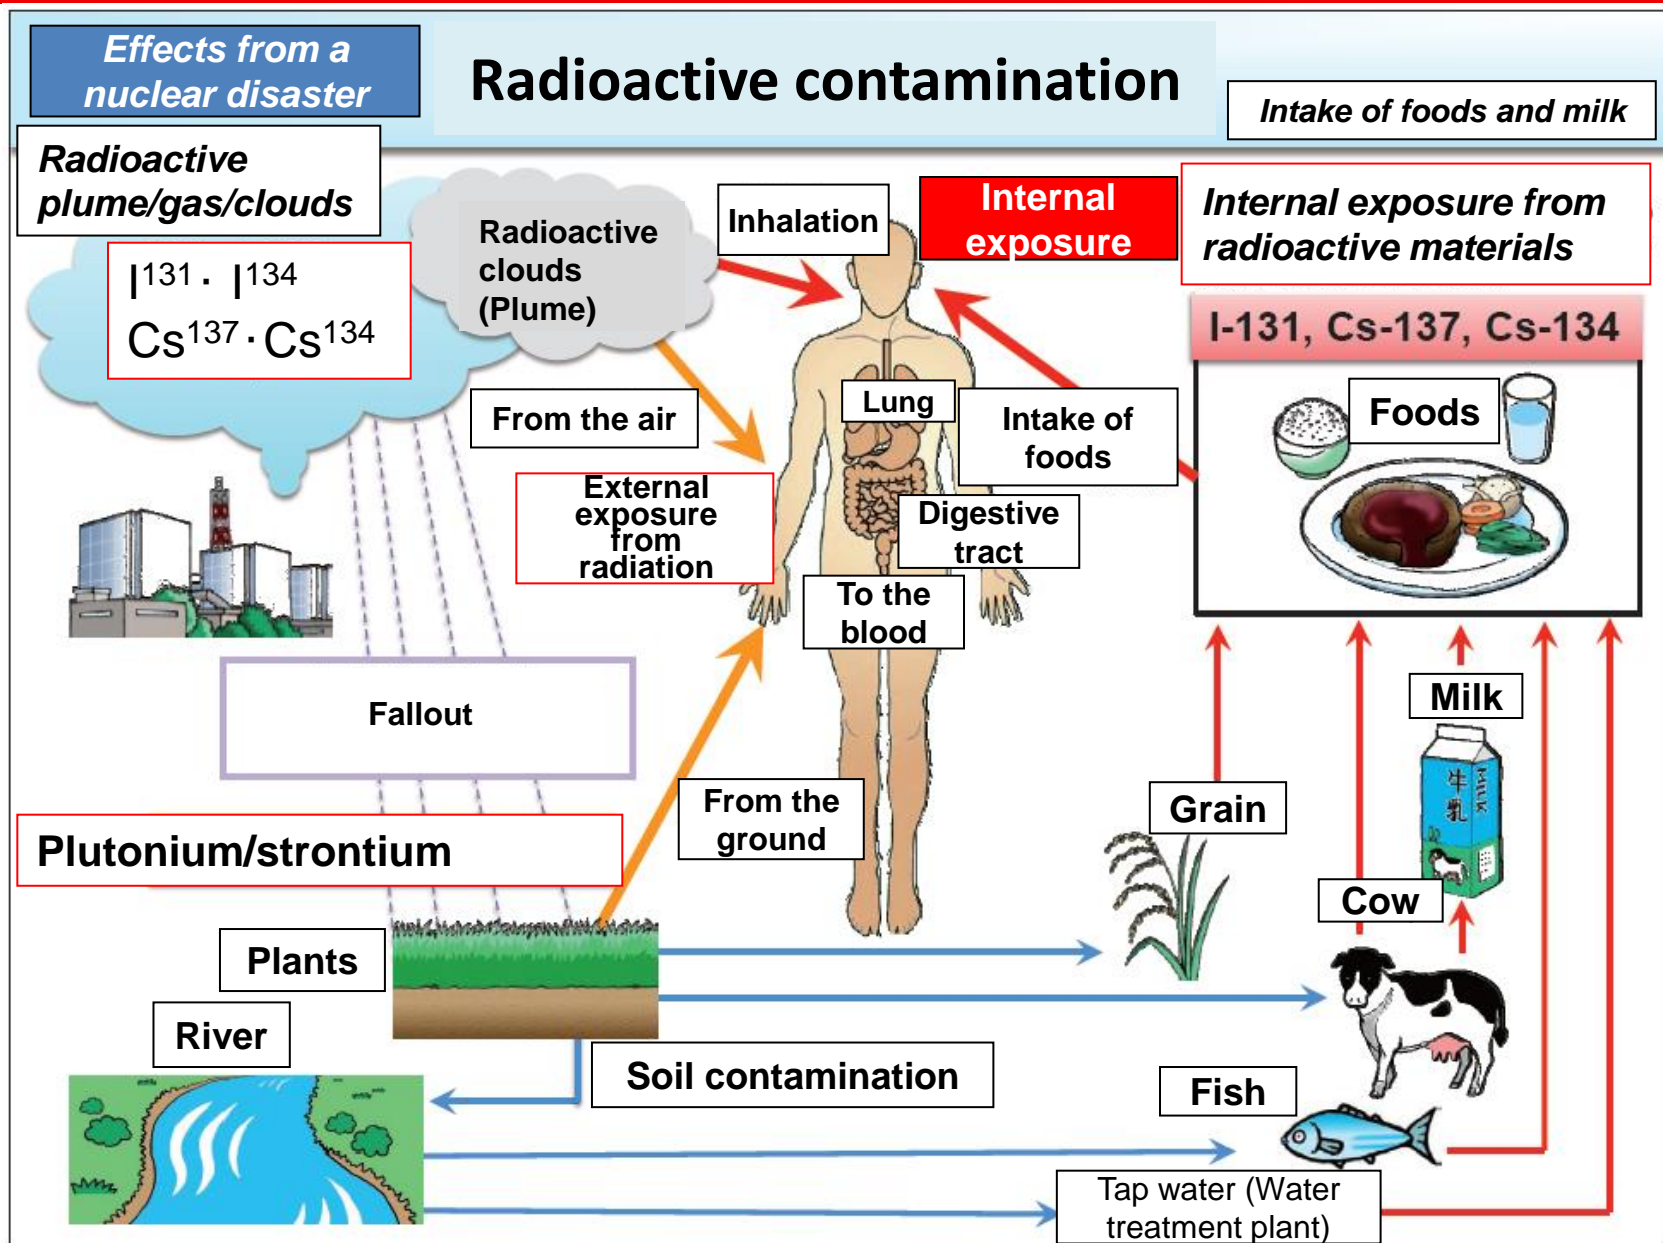 Effects from a
nuclear disaster
Radioactive contamination
Intake of foods and milk
Radioactive
plume/gas/clouds
I¹³¹ · I¹³⁴
Cs¹³⁷ · Cs¹³⁴
Radioactive
clouds
(Plume)
Inhalation
Internal
exposure
Internal exposure from
radioactive materials
I-131, Cs-137, Cs-134
Foods
From the air
Lung
Intake of
foods
External
exposure
from
radiation
Digestive
tract
To the
blood
Fallout
From the
ground
Plutonium/strontium
Grain
Milk
牛乳
MILK
Cow
Plants
River
Soil contamination
Fish
Tap water (Water
treatment plant)